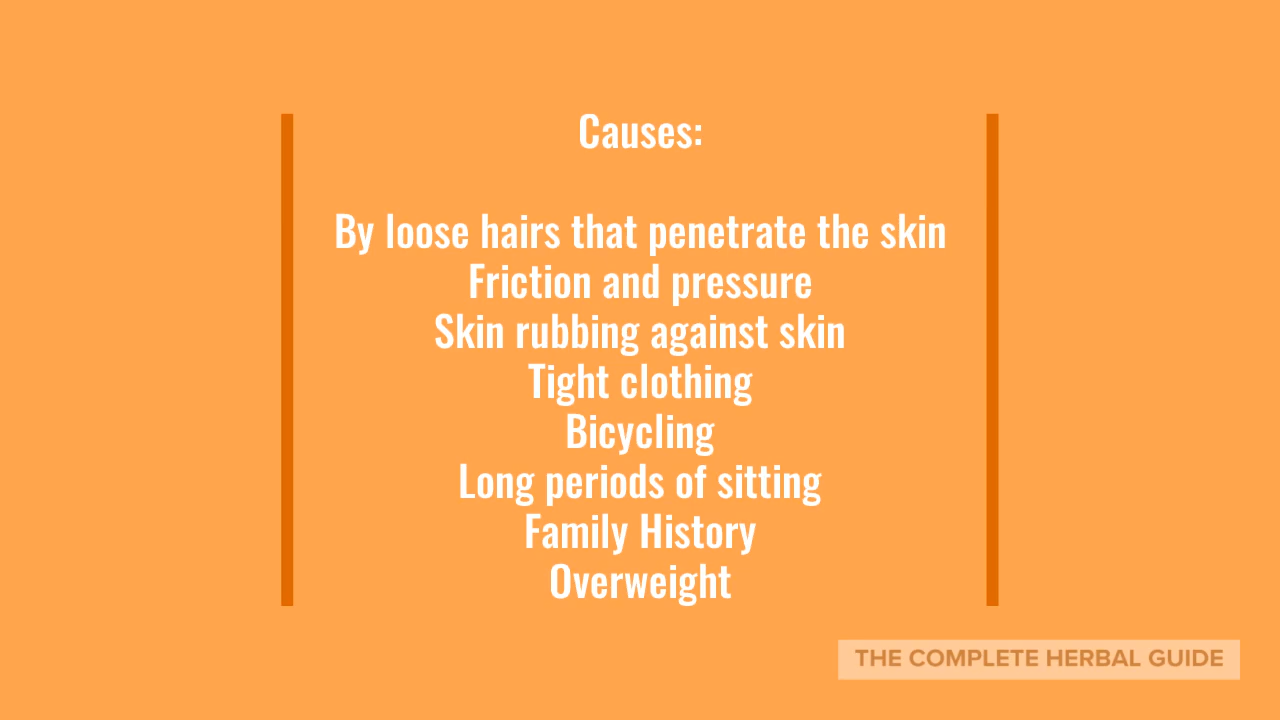 Causes:
By loose hairs that penetrate the skin
Friction and pressure
Skin rubbing against skin
Tight clothing
Bicycling
Long periods of sitting
Family History
Overweight
THE COMPLETE HERBAL GUIDE